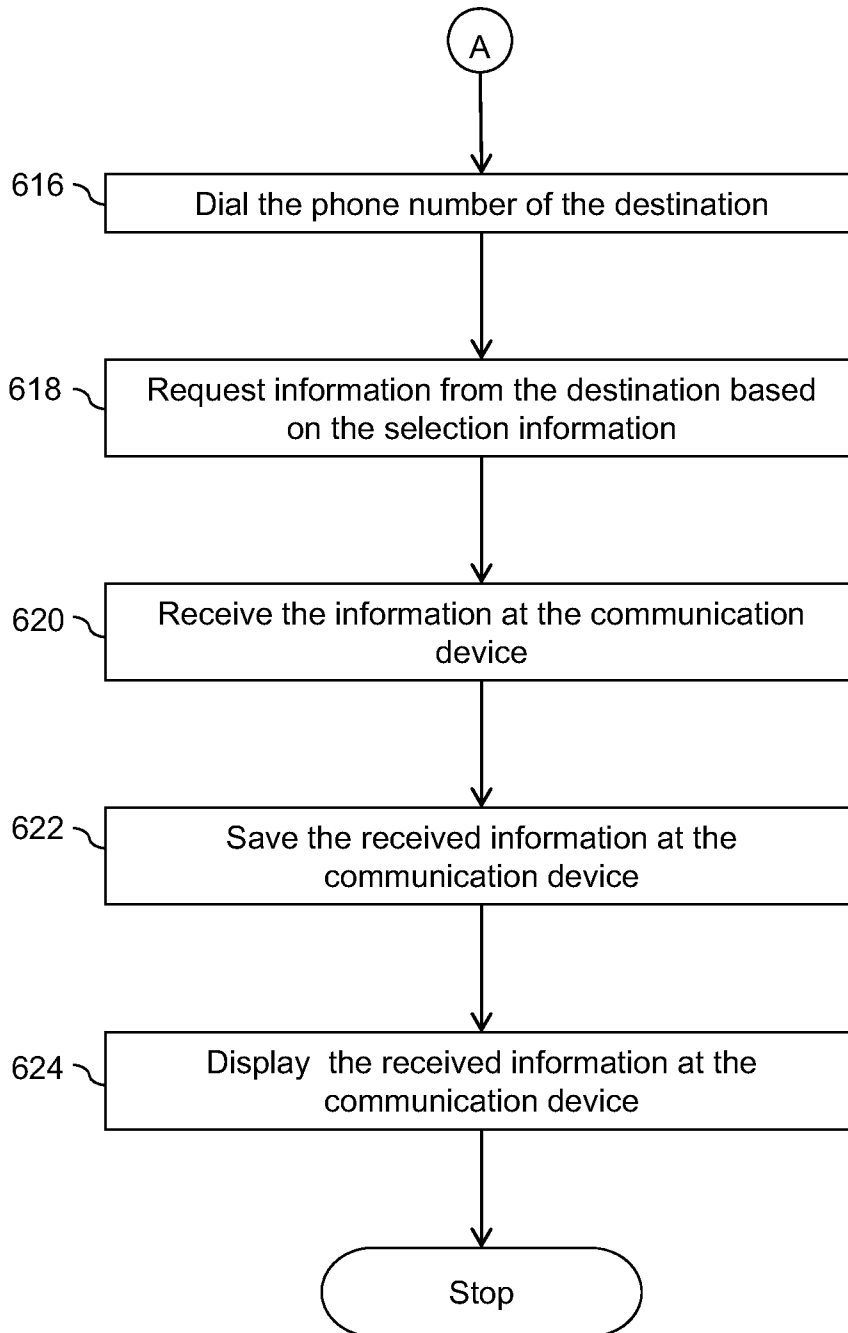 A
616
Dial the phone number of the destination
618
Request information from the destination based
on the selection information
620
Receive the information at the communication
device
622
Save the received information at the
communication device
624
Display  the received information at the
communication device
Stop